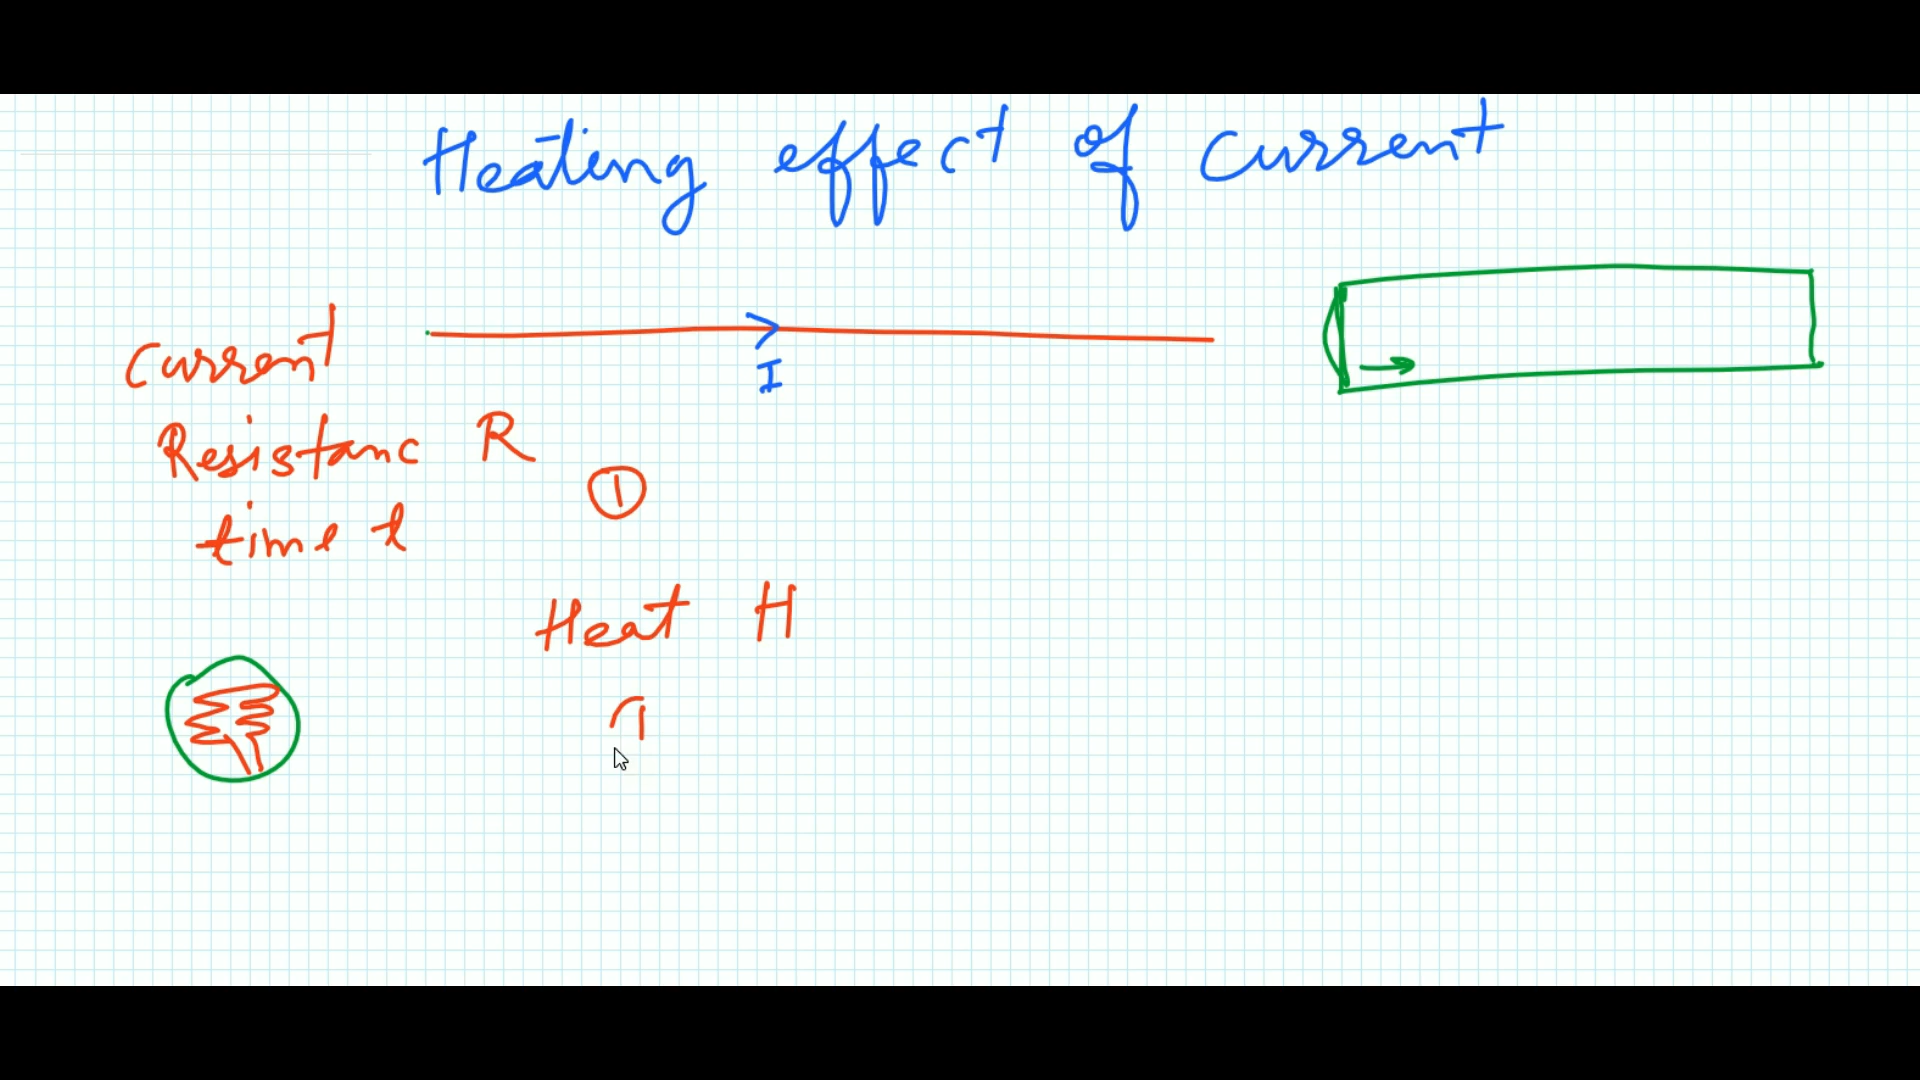 Heating effect of current
I
current
Resistanc R
1
time t
Heat H